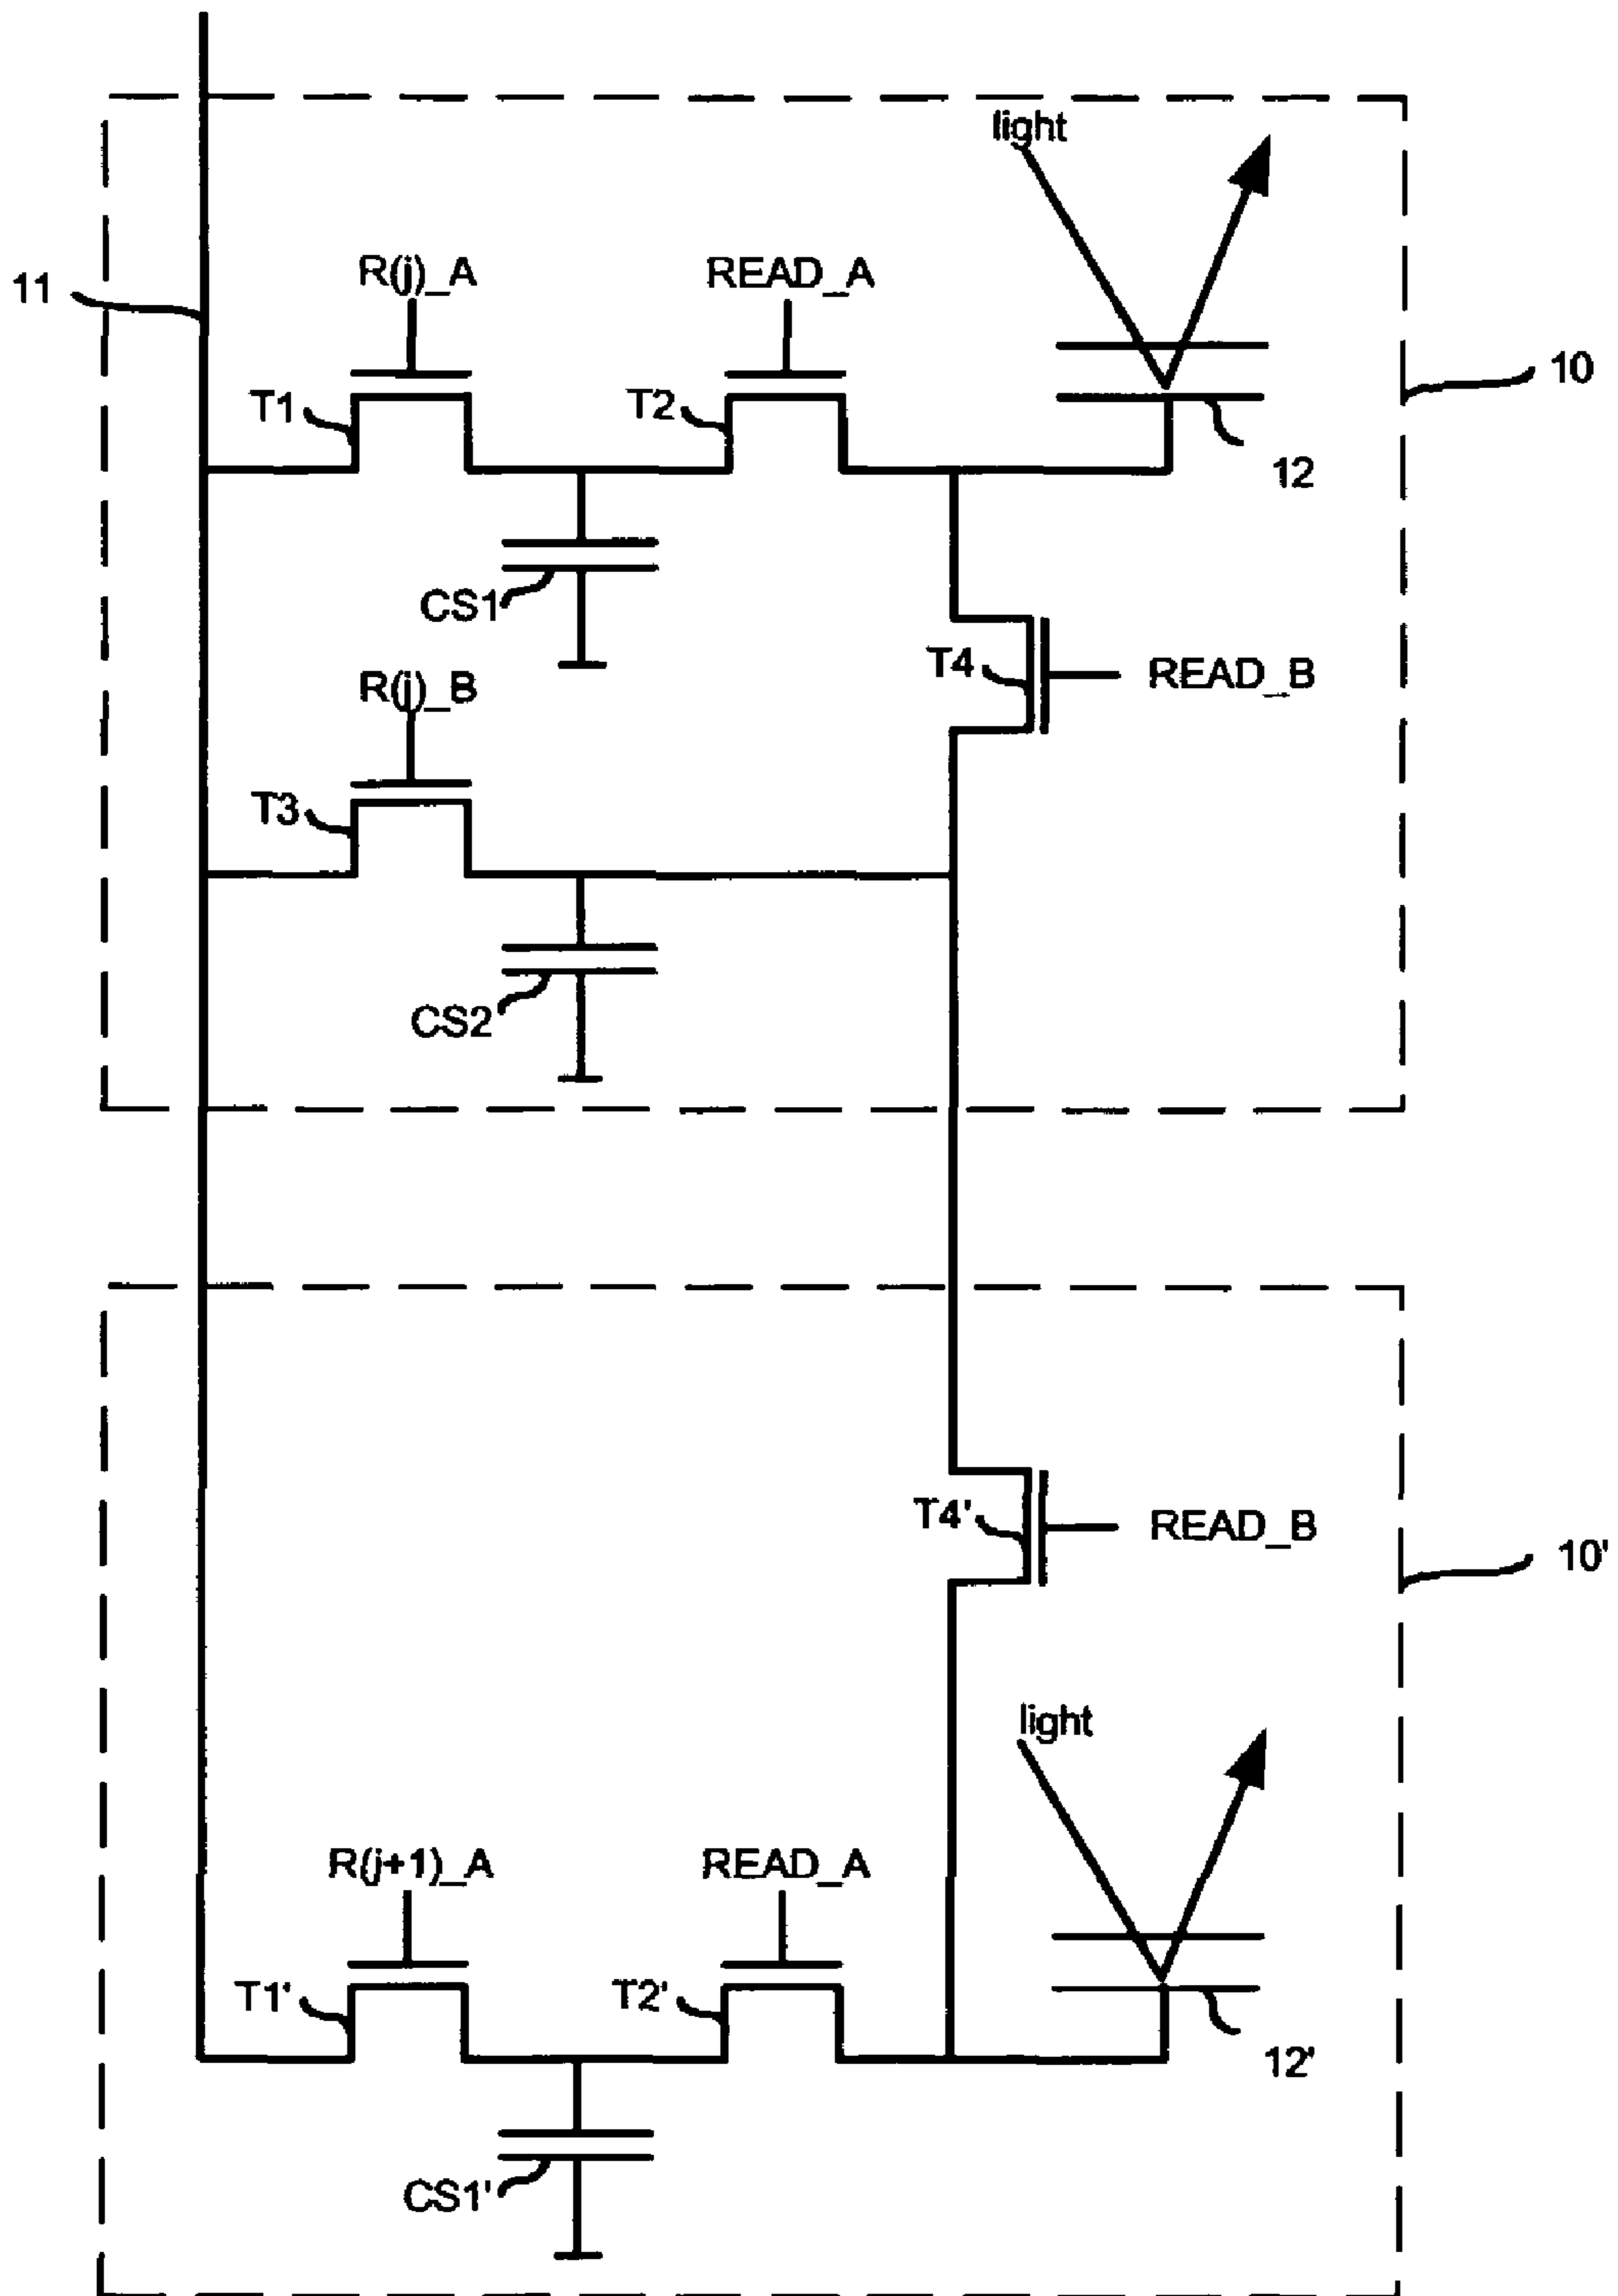 light
R(j)_A
READ_A
11
10
T1
T2
12
CS1
T4
READ_B
R(j)_B
T3
CS2
T4'
READ_B
10'
light
R(j+1)_A
READ_A
T1'
T2'
12'
CS1'